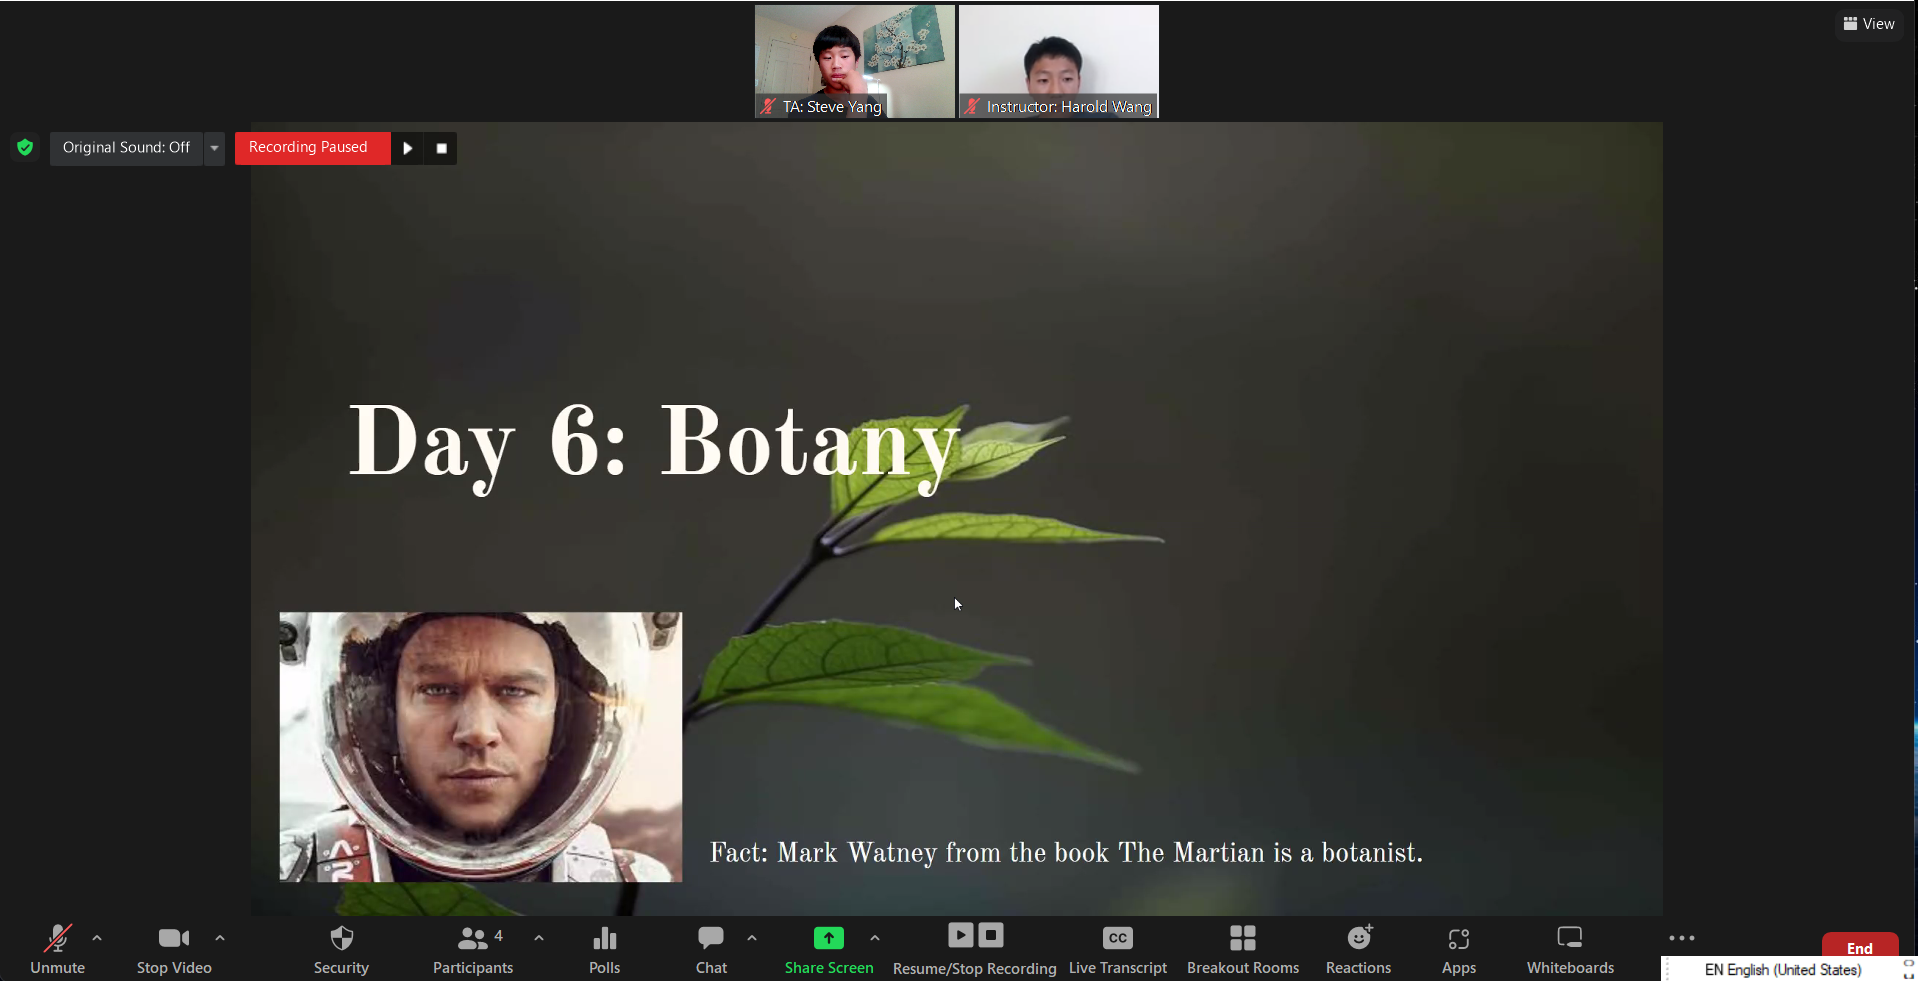 View
TA: Steve Yang
Instructor: Harold Wang
Original Sound: Off
Recording Paused
Day 6: Botany
Fact: Mark Watney from the book The Martian is a botanist.
4
CC
Unmute
Stop Video
Security
Participants
Polls
Chat
Share Screen
Resume/Stop Recording
Live Transcript
Breakout Rooms
Reactions
Apps
Whiteboards
End
EN English (United States)